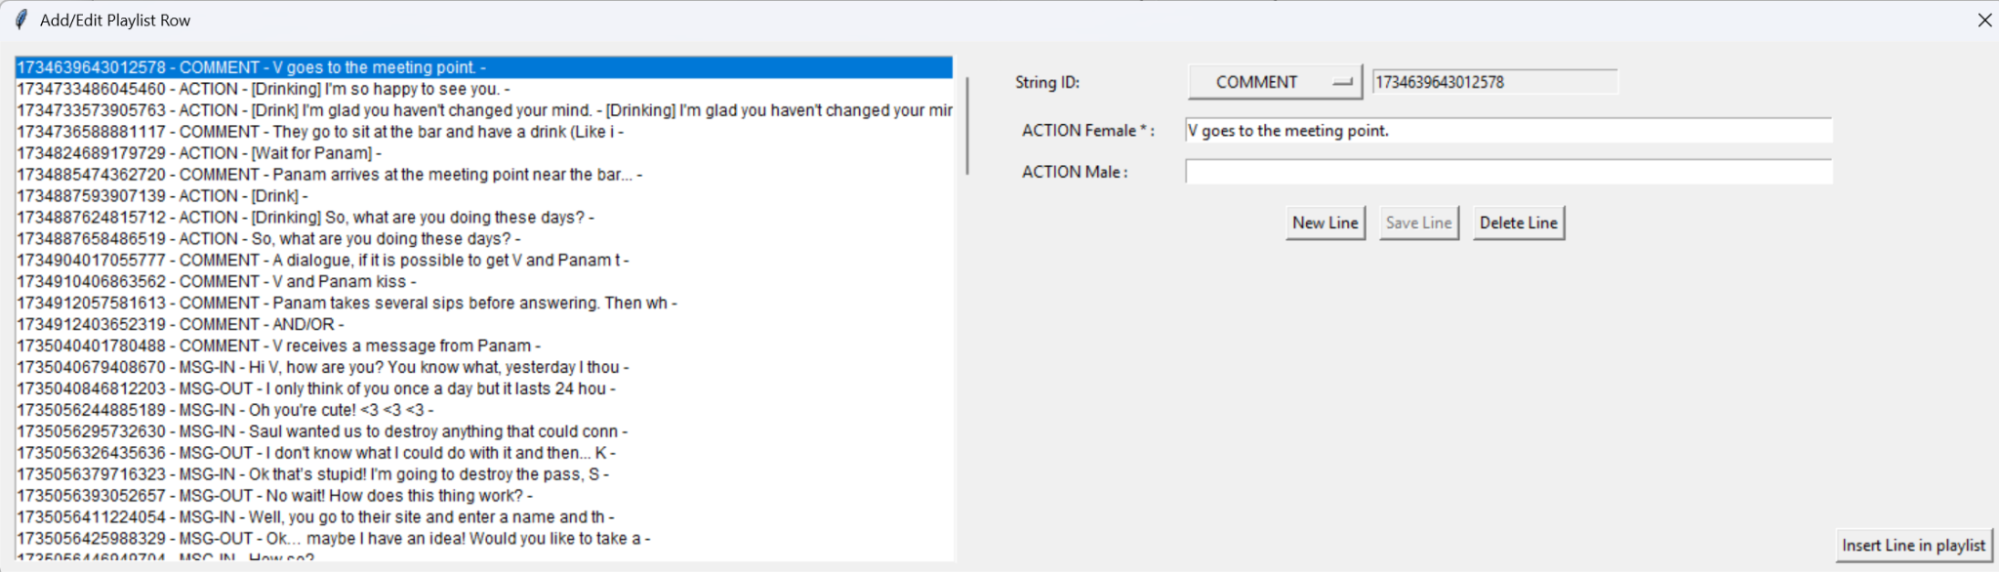 Add/Edit Playlist Row
1734639643012578 - COMMENT - V goes to the meeting point. -
1734733486045460 - ACTION - [Drinking] I'm so happy to see you. -
1734733573905763 - ACTION - [Drink] I'm glad you haven't changed your mind. - [Drinking] I'm glad you haven't changed your mir
1734736588881117 - COMMENT - They go to sit at the bar and have a drink (Like i -
1734824689179729 - ACTION - [Wait for Panam] -
1734885474362720 - COMMENT - Panam arrives at the meeting point near the bar... -
1734887593907139 - ACTION - [Drink] -
1734887624815712 - ACTION - [Drinking] So, what are you doing these days? -
1734887658486519 - ACTION - So, what are you doing these days? -
1734904017055777 - COMMENT - A dialogue, if it is possible to get V and Panam t -
1734910406863562 - COMMENT - V and Panam kiss -
1734912057581613 - COMMENT - Panam takes several sips before answering. Then wh -
1734912403652319 - COMMENT - AND/OR -
1735040401780488 - COMMENT - V receives a message from Panam -
1735040679408670 - MSG-IN - Hi V, how are you? You know what, yesterday I thou -
1735040846812203 - MSG-OUT - I only think of you once a day but it lasts 24 hou -
1735056244885189 - MSG-IN - Oh you're cute! <3 <3 <3 -
1735056295732630 - MSG-IN - Saul wanted us to destroy anything that could conn -
1735056326435636 - MSG-OUT - I don't know what I could do with it and then... K -
1735056379716323 - MSG-IN - Ok that's stupid! I'm going to destroy the pass, S -
1735056393052657 - MSG-OUT - No wait! How does this thing work? -
1735056411224054 - MSG-IN - Well, you go to their site and enter a name and th -
1735056425988329 - MSG-OUT - Ok... maybe I have an idea! Would you like to take a -
1735056446949704 - MSG-IN - How so?
String ID:
COMMENT
1734639643012578
ACTION Female * :
V goes to the meeting point.
ACTION Male :
New Line
Save Line
Delete Line
Insert Line in playlist